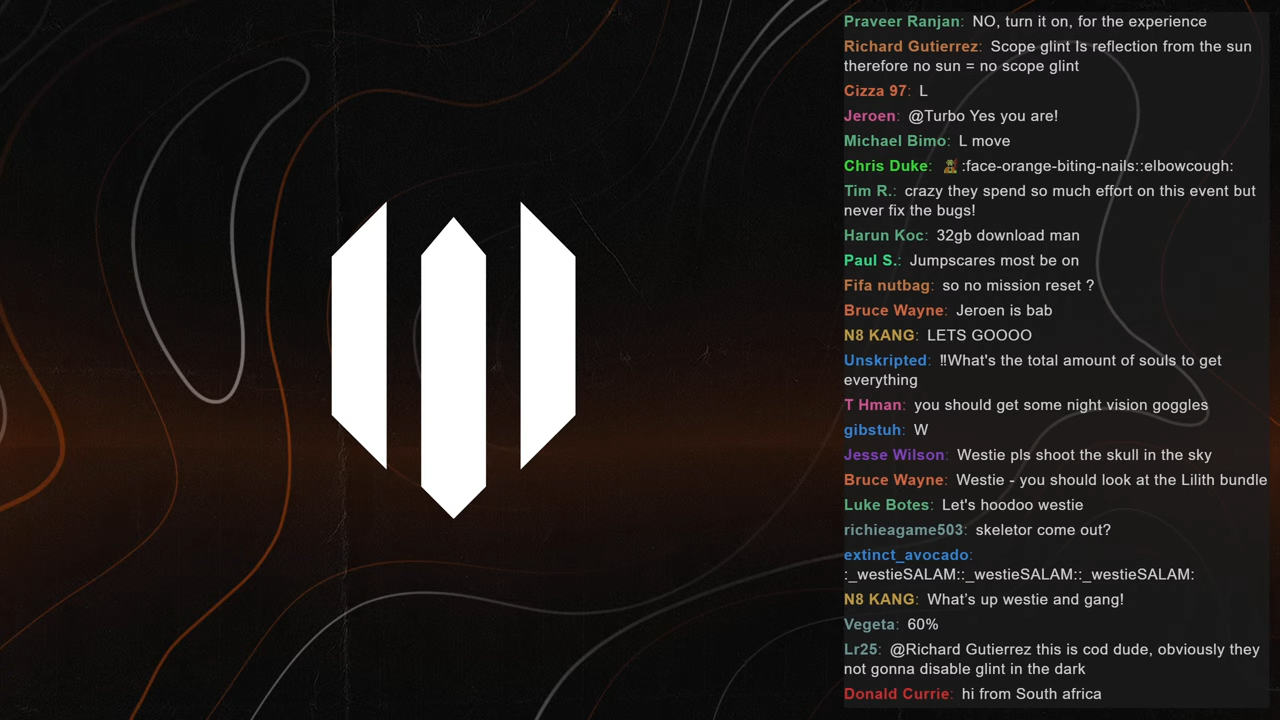 Praveer Ranjan: NO, turn it on, for the experience
Richard Gutierrez: Scope glint Is reflection from the sun
therefore no sun = no scope glint
Cizza 97: L
Jeroen: @Turbo Yes you are!
Michael Bimo: L move
Chris Duke: :face-orange-biting-nails::elbowcough:
Tim R.: crazy they spend so much effort on this event but
never fix the bugs!
Harun Koc: 32gb download man
Paul S.: Jumpscares most be on
Fifa nutbag: so no mission reset ?
Bruce Wayne: Jeroen is bab
N8 KANG: LETS GOOOO
Unskripted: ‼What's the total amount of souls to get
everything
T Hman: you should get some night vision goggles
gibstuh: W
Jesse Wilson: Westie pls shoot the skull in the sky
Bruce Wayne: Westie - you should look at the Lilith bundle
Luke Botes: Let's hoodoo westie
richieagame503: skeletor come out?
extinct_avocado:
:_westieSALAM::_westieSALAM::_westieSALAM:
N8 KANG: What's up westie and gang!
Vegeta: 60%
Lr25: @Richard Gutierrez this is cod dude, obviously they
not gonna disable glint in the dark
Donald Currie: hi from South africa